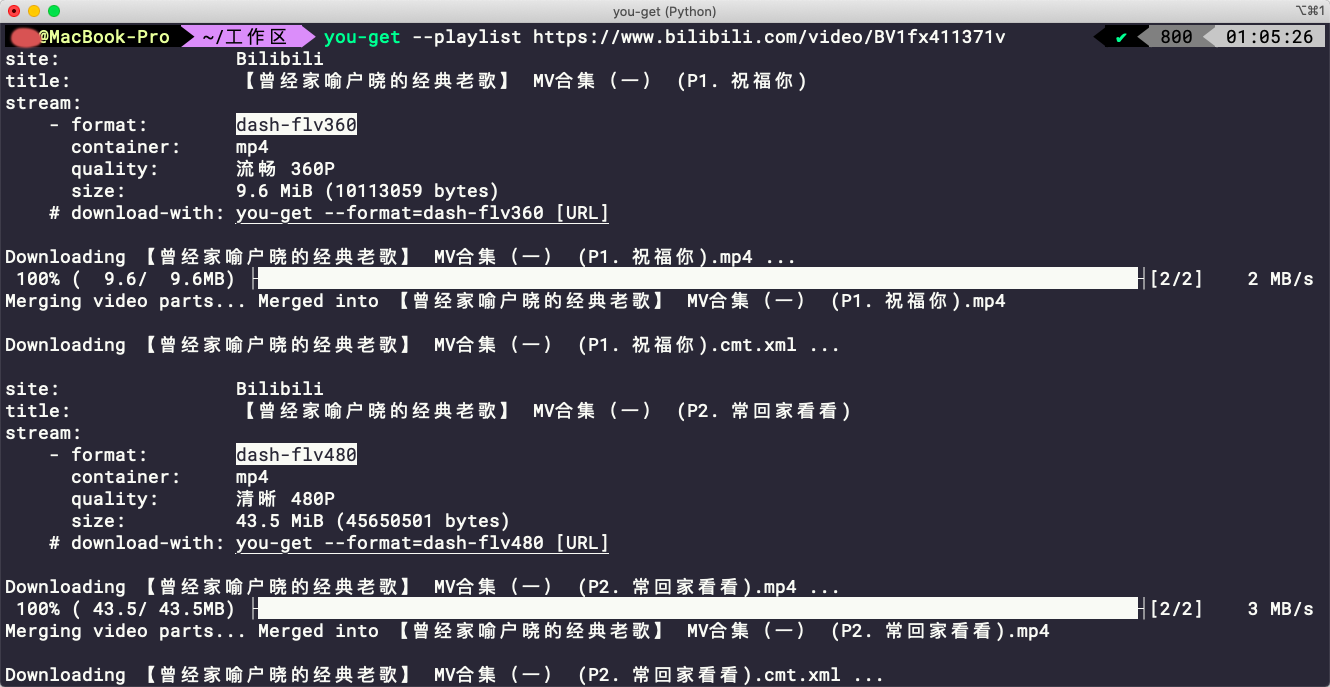 you-get (Python) ⌥⌘1
@MacBook-Pro ~/工作区 you-get --playlist https://www.bilibili.com/video/BV1fx411371v ✔ 800 01:05:26
site: Bilibili
title: 【曾经家喻户晓的经典老歌】 MV合集（一） (P1. 祝福你)
stream:
- format: dash-flv360
container: mp4
quality: 流畅 360P
size: 9.6 MiB (10113059 bytes)
# download-with: you-get --format=dash-flv360 [URL]
Downloading 【曾经家喻户晓的经典老歌】 MV合集（一） (P1. 祝福你).mp4 ...
100% ( 9.6/ 9.6MB) ├┤[2/2] 2 MB/s
Merging video parts... Merged into 【曾经家喻户晓的经典老歌】 MV合集（一） (P1. 祝福你).mp4
Downloading 【曾经家喻户晓的经典老歌】 MV合集（一） (P1. 祝福你).cmt.xml ...
site: Bilibili
title: 【曾经家喻户晓的经典老歌】 MV合集（一） (P2. 常回家看看)
stream:
- format: dash-flv480
container: mp4
quality: 清晰 480P
size: 43.5 MiB (45650501 bytes)
# download-with: you-get --format=dash-flv480 [URL]
Downloading 【曾经家喻户晓的经典老歌】 MV合集（一） (P2. 常回家看看).mp4 ...
100% ( 43.5/ 43.5MB) ├┤[2/2] 3 MB/s
Merging video parts... Merged into 【曾经家喻户晓的经典老歌】 MV合集（一） (P2. 常回家看看).mp4
Downloading 【曾经家喻户晓的经典老歌】 MV合集（一） (P2. 常回家看看).cmt.xml ...